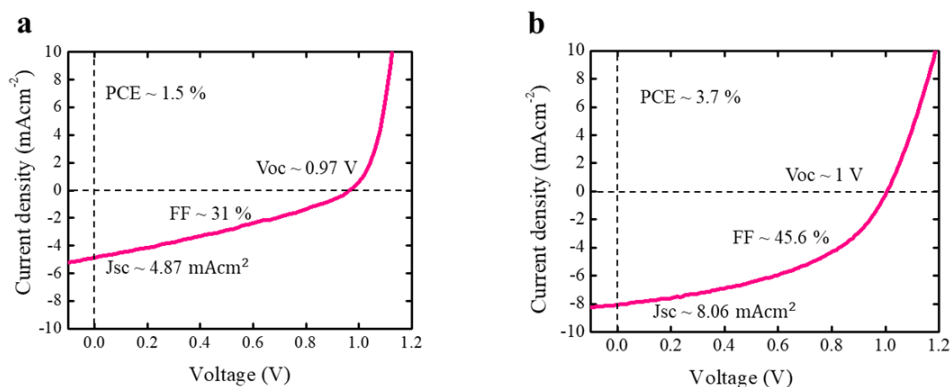 a
10
8
6
4
2
0
-2
-4
-6
-8
-10
Current density (mAcm⁻²)
PCE ~ 1.5 %
Voc ~ 0.97 V
FF ~ 31 %
Jsc ~ 4.87 mAcm²
0.0 0.2 0.4 0.6 0.8 1.0 1.2
Voltage (V)
b
10
8
6
4
2
0
-2
-4
-6
-8
-10
Current density (mAcm⁻²)
PCE ~ 3.7 %
Voc ~ 1 V
FF ~ 45.6 %
Jsc ~ 8.06 mAcm²
0.0 0.2 0.4 0.6 0.8 1.0 1.2
Voltage (V)